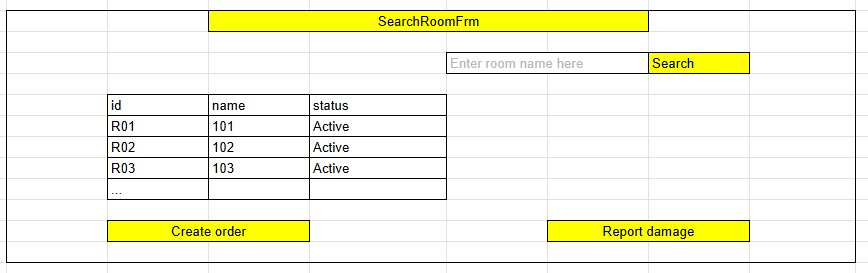 SearchRoomFrm
Enter room name here Search
id name status
R01 101 Active
R02 102 Active
R03 103 Active
...
Create order Report damage